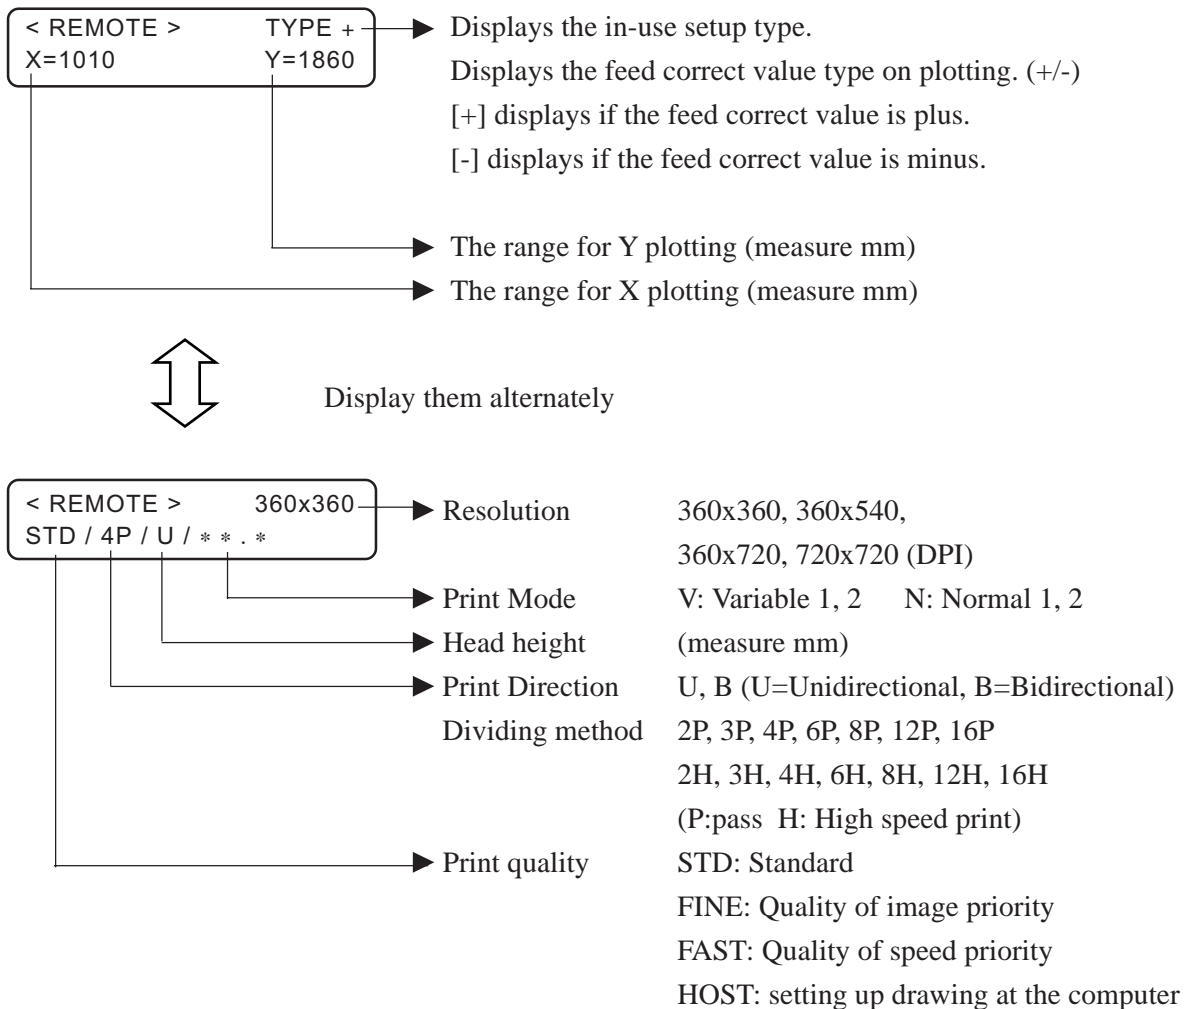 < REMOTE > TYPE +
X=1010 Y=1860
Displays the in-use setup type.
Displays the feed correct value type on plotting. (+/-)
[+] displays if the feed correct value is plus.
[-] displays if the feed correct value is minus.
The range for Y plotting (measure mm)
The range for X plotting (measure mm)
Display them alternately
< REMOTE > 360x360
STD / 4P / U / * * . *
Resolution 360x360, 360x540,
360x720, 720x720 (DPI)
Print Mode V: Variable 1, 2 N: Normal 1, 2
Head height (measure mm)
Print Direction U, B (U=Unidirectional, B=Bidirectional)
Dividing method 2P, 3P, 4P, 6P, 8P, 12P, 16P
2H, 3H, 4H, 6H, 8H, 12H, 16H
(P:pass H: High speed print)
Print quality STD: Standard
FINE: Quality of image priority
FAST: Quality of speed priority
HOST: setting up drawing at the computer